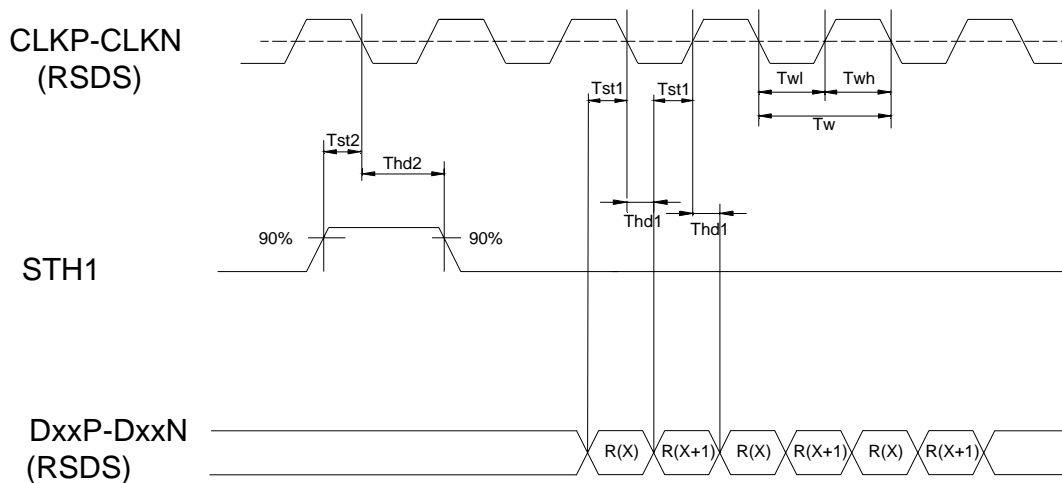 CLKP-CLKN
(RSDS)
Tst1
Tst1
Twl
Twh
Tw
Tst2
Thd2
Thd1
Thd1
90%
90%
STH1
DxxP-DxxN
(RSDS)
R(X)
R(X+1)
R(X)
R(X+1)
R(X)
R(X+1)